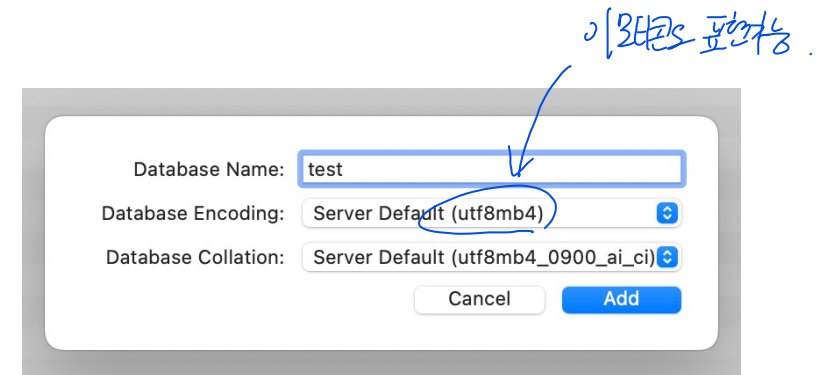 이모티콘도 표현가능.
Database Name: test
Database Encoding: Server Default (utf8mb4)
Database Collation: Server Default (utf8mb4_0900_ai_ci)
Cancel Add